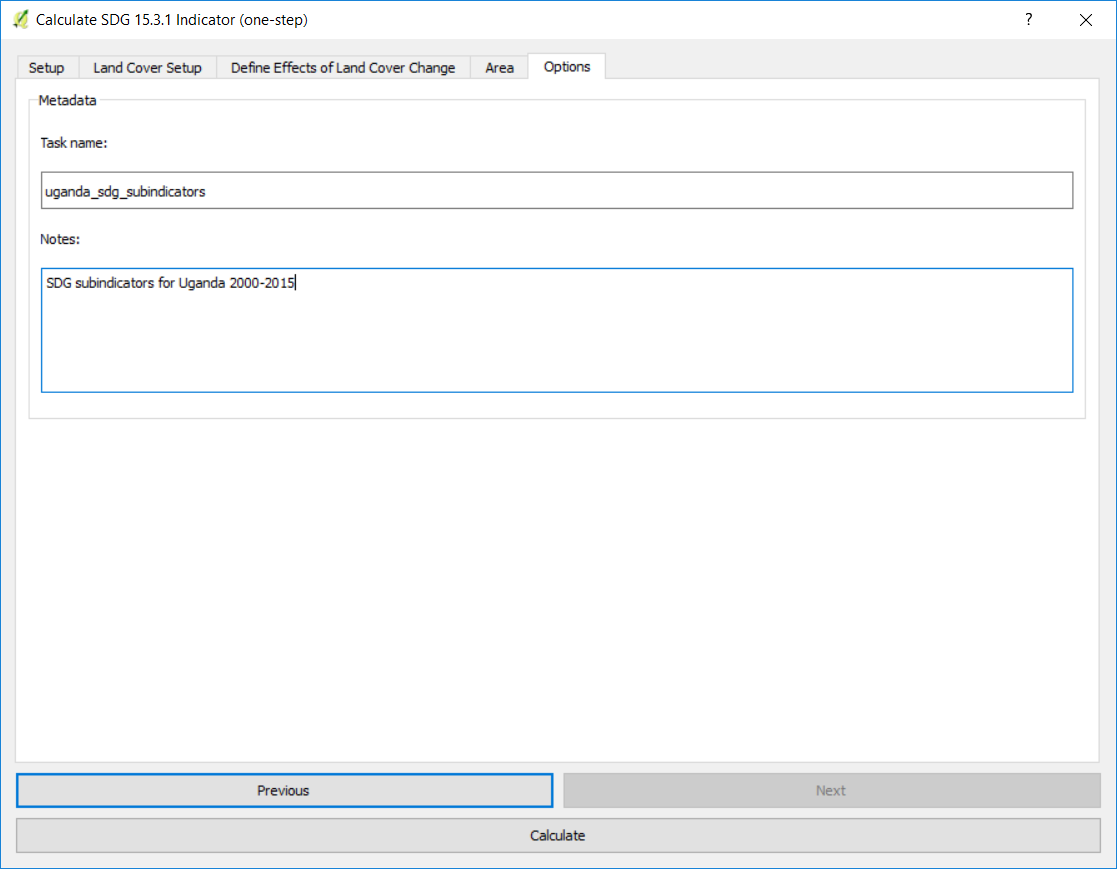 Calculate SDG 15.3.1 Indicator (one-step)
?
Setup
Land Cover Setup
Define Effects of Land Cover Change
Area
Options
Metadata
Task name:
uganda_sdg_subindicators
Notes:
SDG subindicators for Uganda 2000-2015
Previous
Next
Calculate